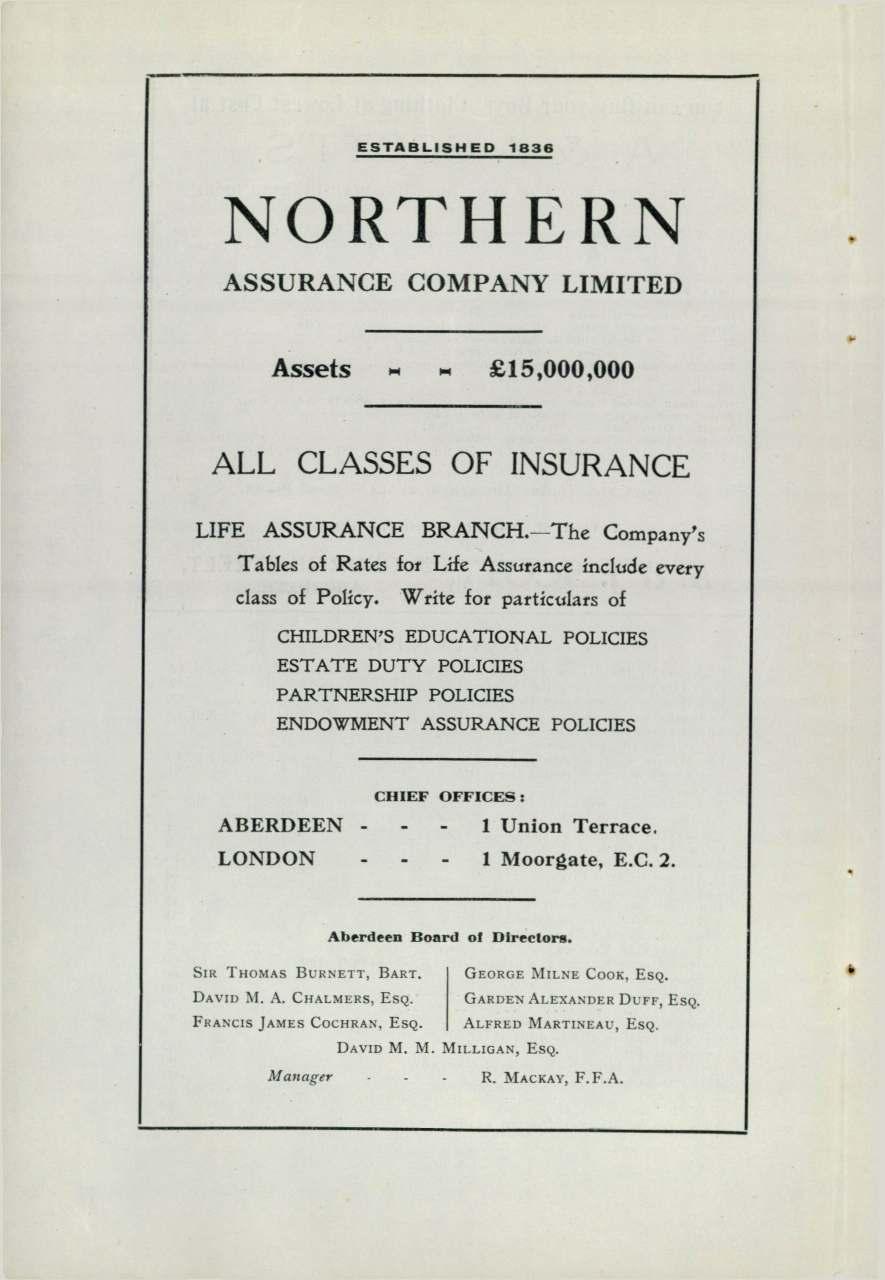 ESTABLISHED 1836
NORTHERN
ASSURANCE COMPANY LIMITED
Assets - - £15,000,000
ALL CLASSES OF INSURANCE
LIFE ASSURANCE BRANCH.—The Company's
Tables of Rates for Life Assurance include every
class of Policy. Write for particulars of
CHILDREN'S EDUCATIONAL POLICIES
ESTATE DUTY POLICIES
PARTNERSHIP POLICIES
ENDOWMENT ASSURANCE POLICIES
CHIEF OFFICES:
ABERDEEN - - - 1 Union Terrace.
LONDON - - - 1 Moorgate, E.C. 2.
Aberdeen Board of Directors.
SIR THOMAS BURNETT, BART.
DAVID M. A. CHALMERS, ESQ.
FRANCIS JAMES COCHRAN, ESQ.
GEORGE MILNE COOK, ESQ.
GARDEN ALEXANDER DUFF, ESQ.
ALFRED MARTINEAU, ESQ.
DAVID M. M. MILLIGAN, ESQ.
Manager - - - R. MACKAY, F.F.A.